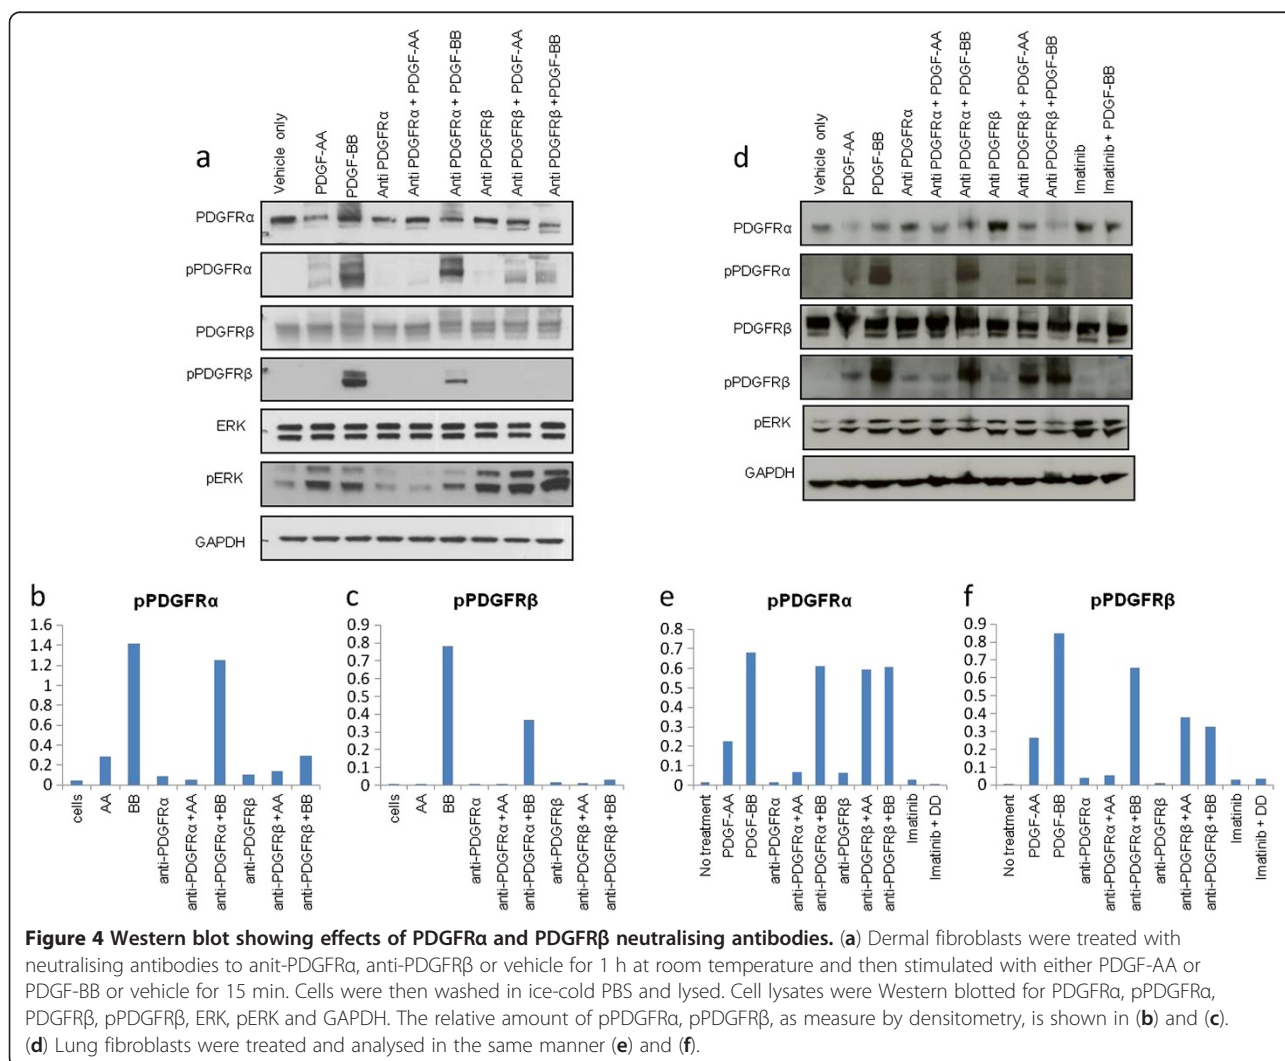 a
Vehicle only
PDGF-AA
PDGF-BB
Anti PDGFRα
Anti PDGFRα + PDGF-AA
Anti PDGFRα + PDGF-BB
Anti PDGFRβ
Anti PDGFRβ + PDGF-AA
Anti PDGFRβ +PDGF-BB
PDGFRα
pPDGFRα
PDGFRβ
pPDGFRβ
ERK
pERK
GAPDH
d
Vehicle only
PDGF-AA
PDGF-BB
Anti PDGFRα
Anti PDGFRα + PDGF-AA
Anti PDGFRα + PDGF-BB
Anti PDGFRβ
Anti PDGFRβ + PDGF-AA
Anti PDGFRβ +PDGF-BB
Imatinib
Imatinib + PDGF-BB
PDGFRα
pPDGFRα
PDGFRβ
pPDGFRβ
pERK
GAPDH
b
pPDGFRα
1.6
1.4
1.2
1
0.8
0.6
0.4
0.2
0
cells
AA
BB
anti-PDGFRα
anti-PDGFRα+AA
anti-PDGFRα+BB
anti-PDGFRβ
anti-PDGFRβ+AA
anti-PDGFRβ+BB
c
pPDGFRβ
0.9
0.8
0.7
0.6
0.5
0.4
0.3
0.2
0.1
0
cells
AA
BB
anti-PDGFRα
anti-PDGFRα+AA
anti-PDGFRα+BB
anti-PDGFRβ
anti-PDGFRβ+AA
anti-PDGFRβ+BB
e
pPDGFRα
0.8
0.7
0.6
0.5
0.4
0.3
0.2
0.1
0
No treatment
PDGF-AA
PDGF-BB
anti-PDGFRα
anti-PDGFRα+AA
anti-PDGFRα+BB
anti-PDGFRβ
anti-PDGFRβ+AA
anti-PDGFRβ+BB
Imatinib
Imatinib + DD
f
pPDGFRβ
0.9
0.8
0.7
0.6
0.5
0.4
0.3
0.2
0.1
0
No treatment
PDGF-AA
PDGF-BB
anti-PDGFRα
anti-PDGFRα+AA
anti-PDGFRα+BB
anti-PDGFRβ
anti-PDGFRβ+AA
anti-PDGFRβ+BB
Imatinib
Imatinib + DD
Figure 4 Western blot showing effects of PDGFRα and PDGFRβ neutralising antibodies. (a) Dermal fibroblasts were treated with
neutralising antibodies to anit-PDGFRα, anti-PDGFRβ or vehicle for 1 h at room temperature and then stimulated with either PDGF-AA or
PDGF-BB or vehicle for 15 min. Cells were then washed in ice-cold PBS and lysed. Cell lysates were Western blotted for PDGFRα, pPDGFRα,
PDGFRβ, pPDGFRβ, ERK, pERK and GAPDH. The relative amount of pPDGFRα, pPDGFRβ, as measure by densitometry, is shown in (b) and (c).
(d) Lung fibroblasts were treated and analysed in the same manner (e) and (f).